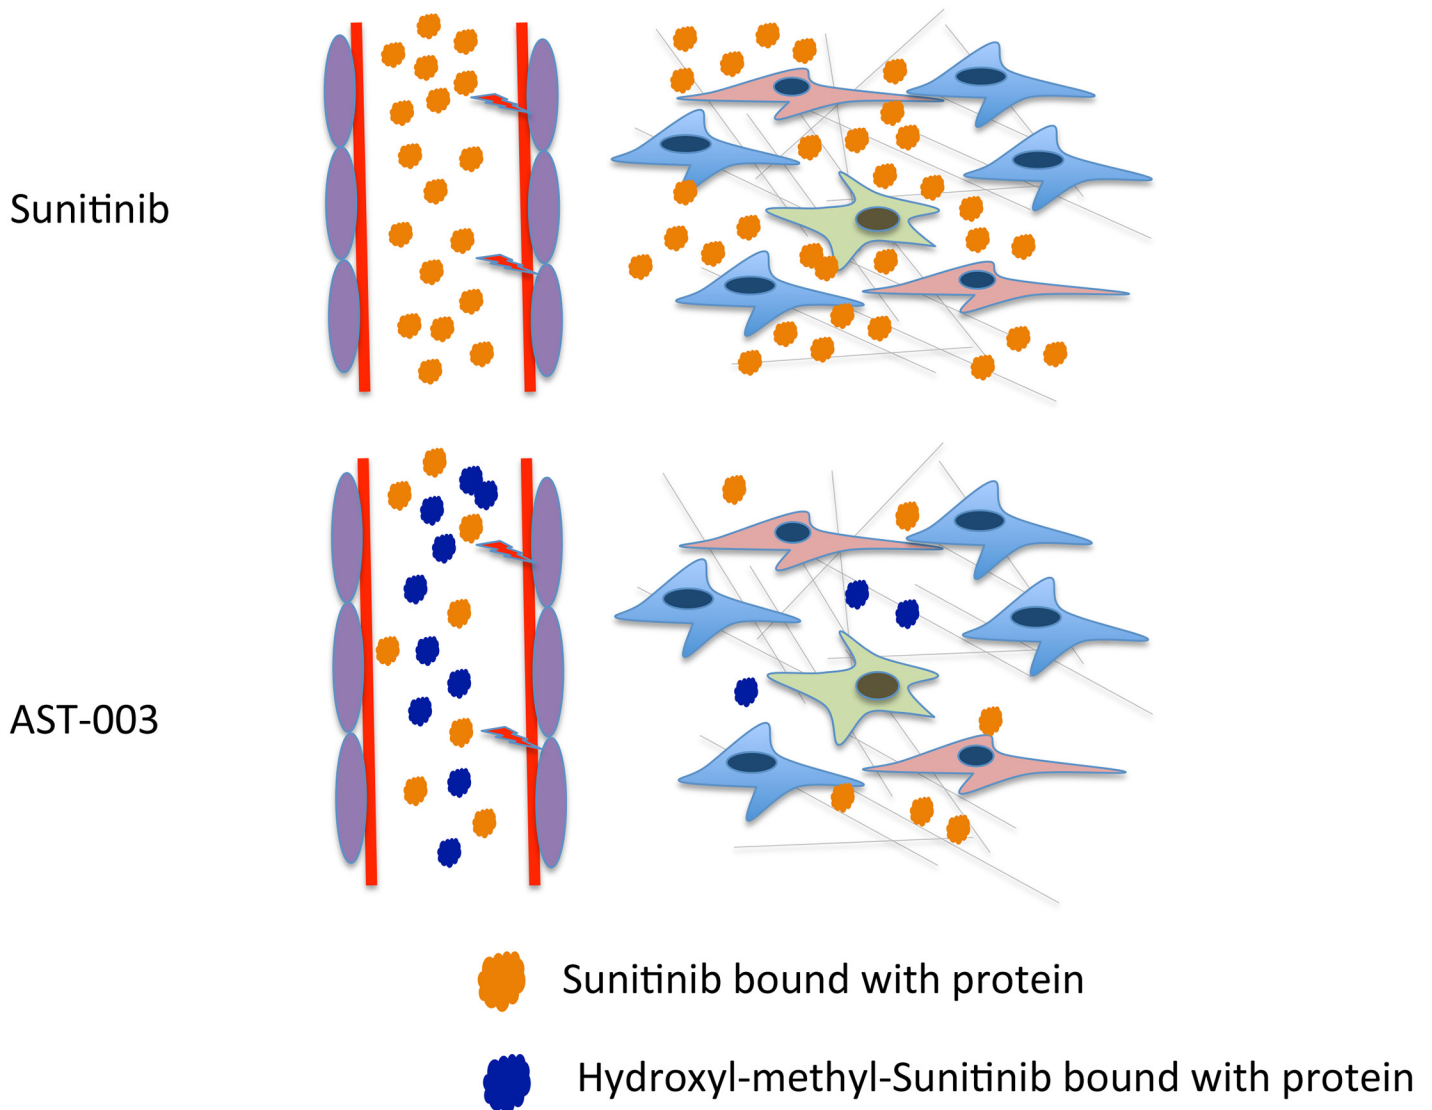 Sunitinib
AST-003
Sunitinib bound with protein
Hydroxyl-methyl-Sunitinib bound with protein